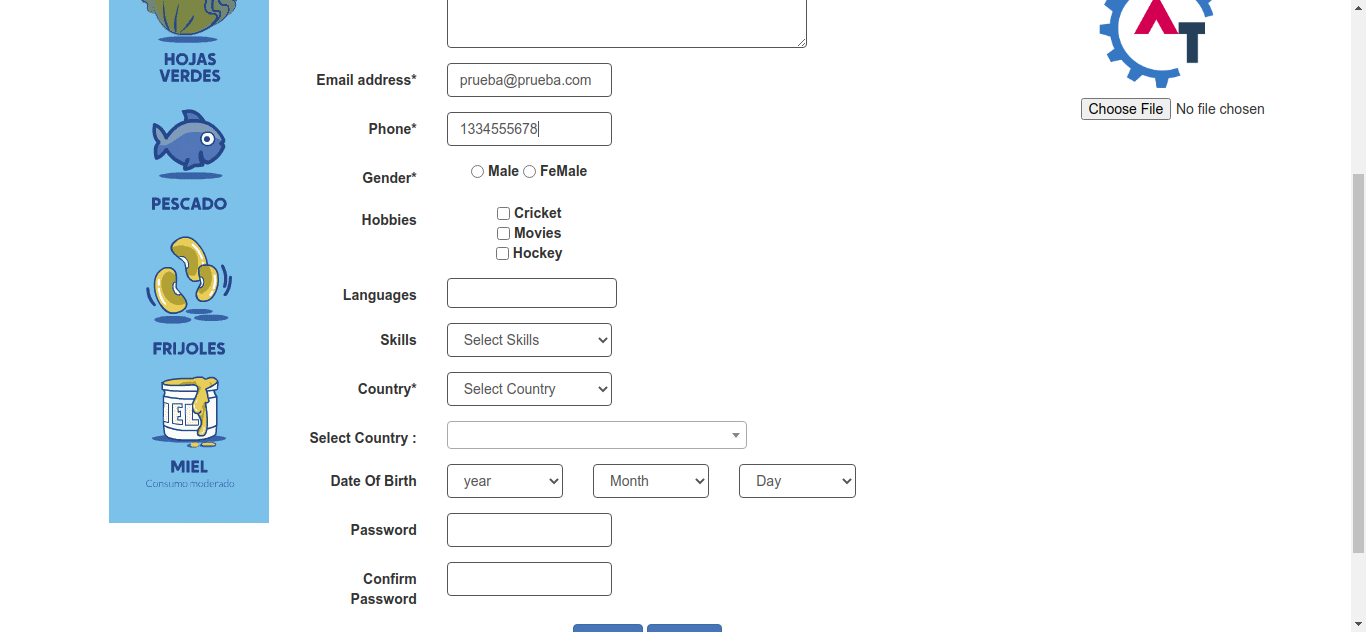 HOJAS
VERDES
PESCADO
FRIJOLES
IEL
MIEL
Consumo moderado
Email address* prueba@prueba.com
Phone* 1334555678
Gender* Male FeMale
Hobbies Cricket
Movies
Hockey
Languages
Skills Select Skills
Country* Select Country
Select Country :
Date Of Birth year Month Day
Password
Confirm
Password
AT
Choose File No file chosen